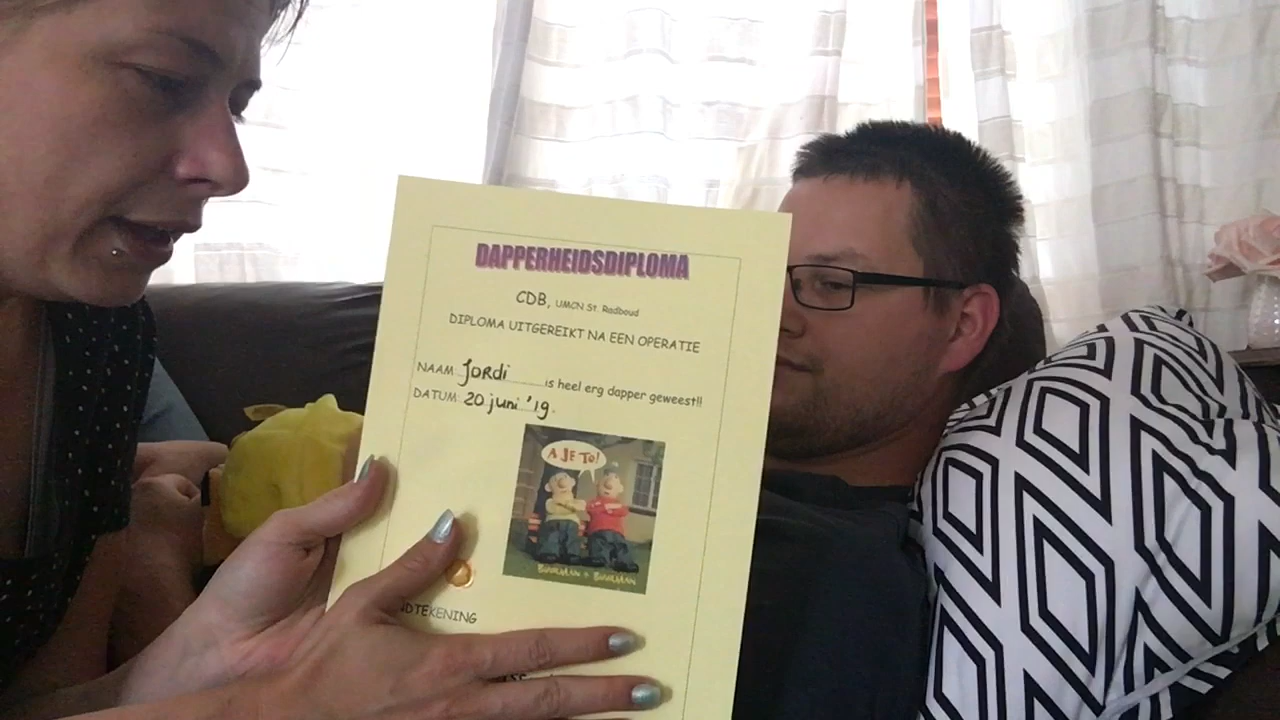 DAPPERHEIDSDIPLOMA
CDB, UMCN St. Radboud
DIPLOMA UITGEREIKT NA EEN OPERATIE
NAAM Jordi is heel erg dapper geweest!!
DATUM: 20 juni '19.
A JE TO!
BUURMAN + BUURMAN
NDTEKENING